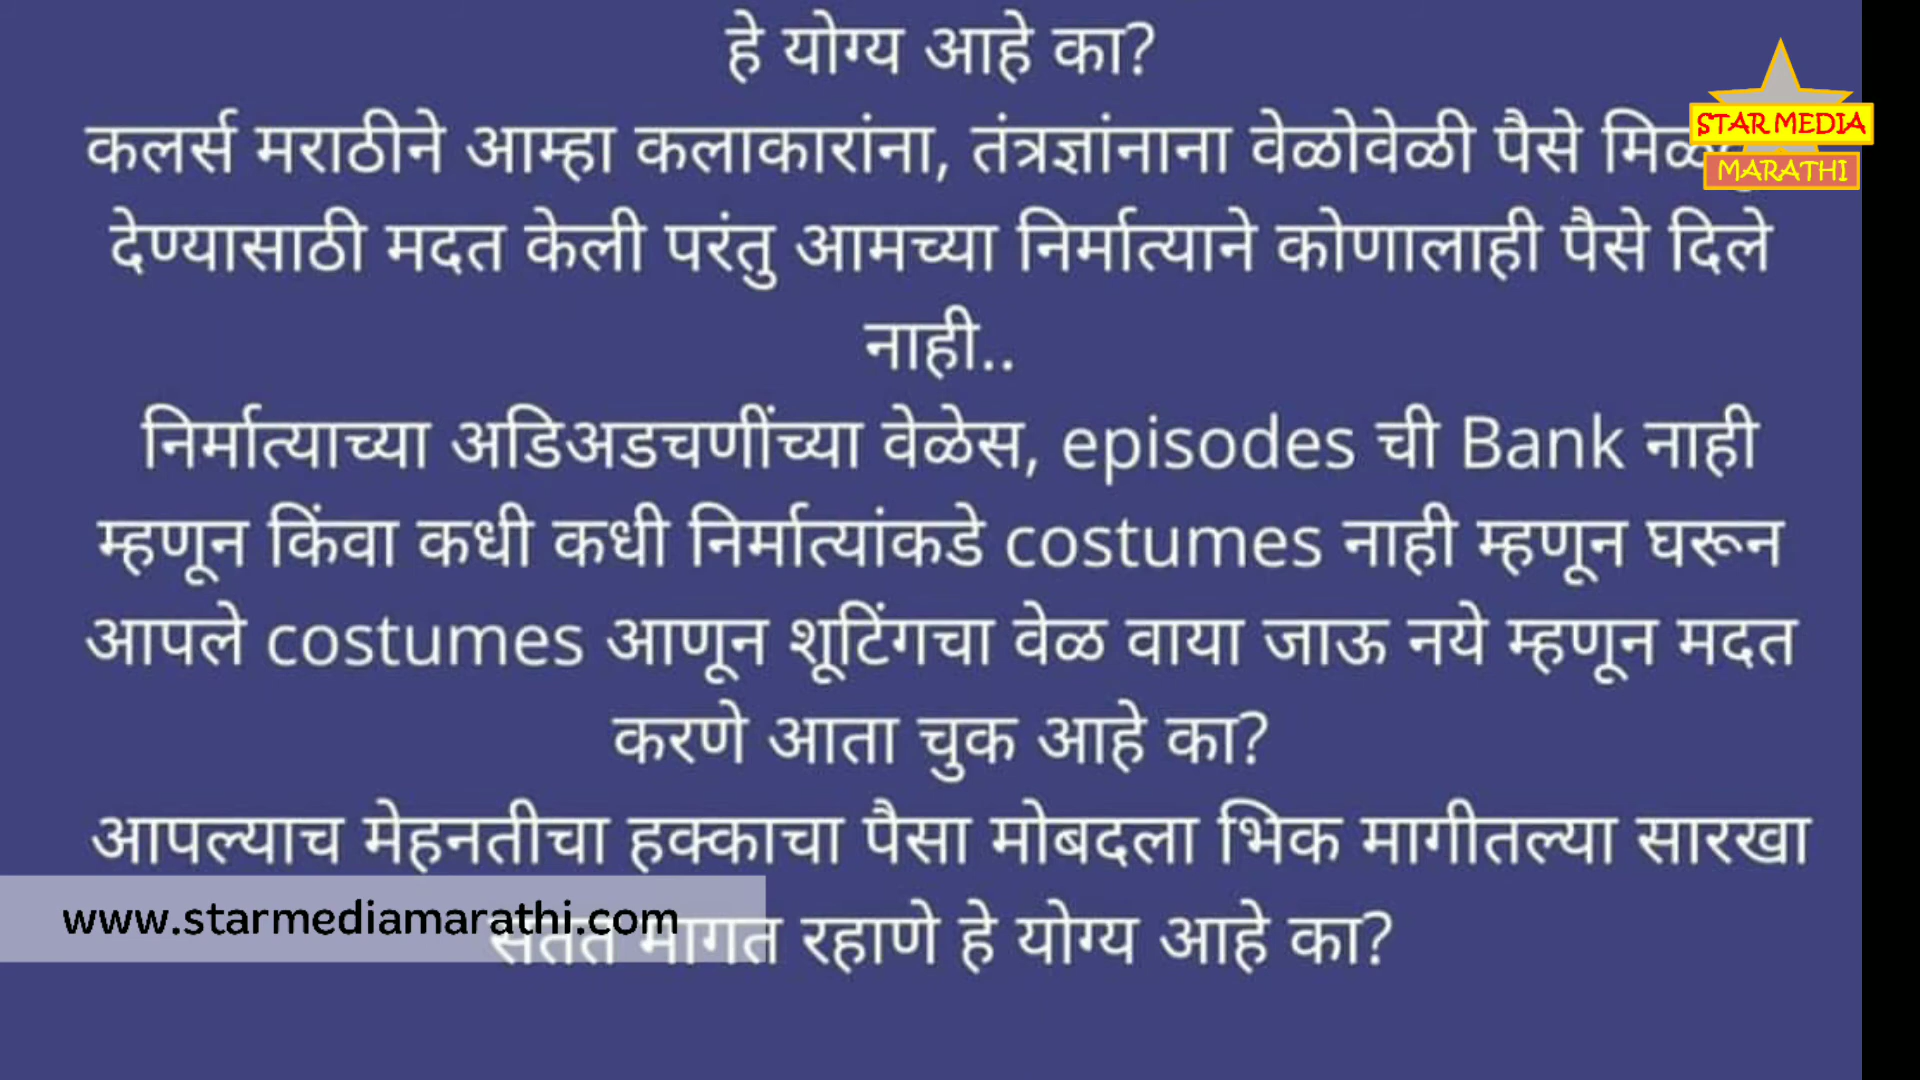 हे योग्य आहे का?
कलर्स मराठीने आम्हा कलाकारांना, तंत्रज्ञांनाना वेळोवेळी पैसे
STAR MEDIA
MARATHI
देण्यासाठी मदत केली परंतु आमच्या निर्मात्याने कोणालाही पैसे दिले
नाही..
निर्मात्याच्या अडिअडचणींच्या वेळेस, episodes ची Bank नाही
म्हणून किंवा कधी कधी निर्मात्यांकडे costumes नाही म्हणून घरून
आपले costumes आणून शूटिंगचा वेळ वाया जाऊ नये म्हणून मदत
करणे आता चुक आहे का?
आपल्याच मेहनतीचा हक्काचा पैसा मोबदला भिक मागीतल्या सारखा
सतत मागत रहाणे हे योग्य आहे का?
www.starmediamarathi.com